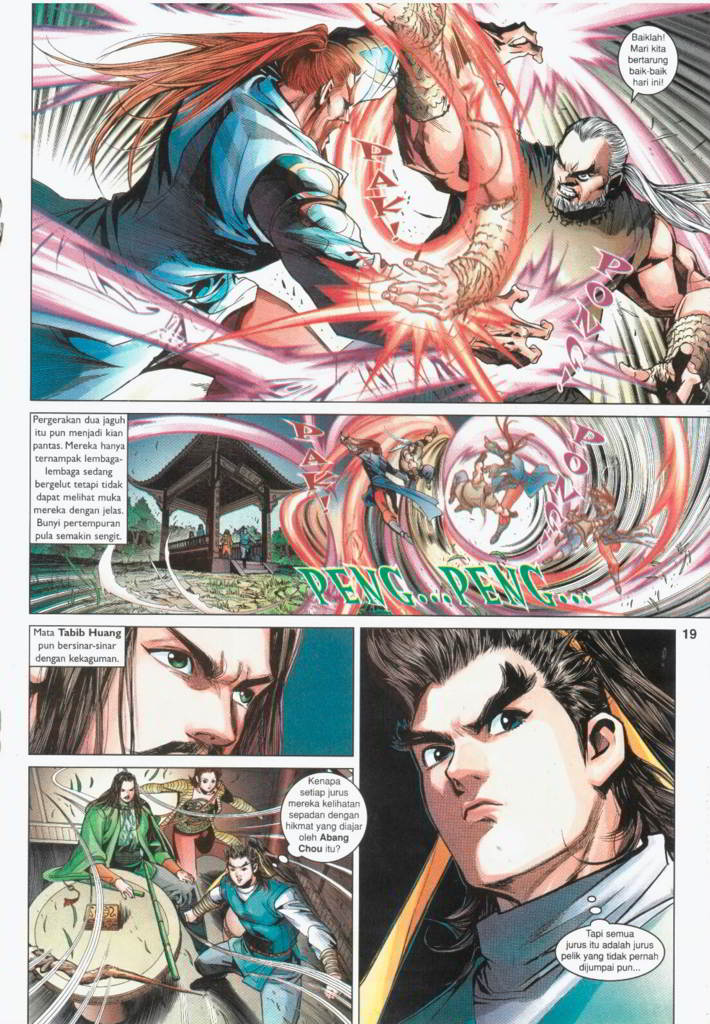 Baiklah!
Mari kita
bertarung
baik-baik
hari ini!
PAK!
PONG!
Pergerakan dua jaguh
itu pun menjadi kian
pantas. Mereka hanya
ternampak lembaga-
lembaga sedang
bergelut tetapi tidak
dapat melihat muka
mereka dengan jelas.
Bunyi pertempuran
pula semakin sengit.
PAK!
PONG!
PENG...PENG...
Mata Tabib Huang
pun bersinar-sinar
dengan kekaguman.
19
Kenapa
setiap jurus
mereka kelihatan
sepadan dengan
hikmat yang diajar
oleh Abang
Chou itu?
Tapi semua
jurus itu adalah jurus
pelik yang tidak pernah
dijumpai pun...